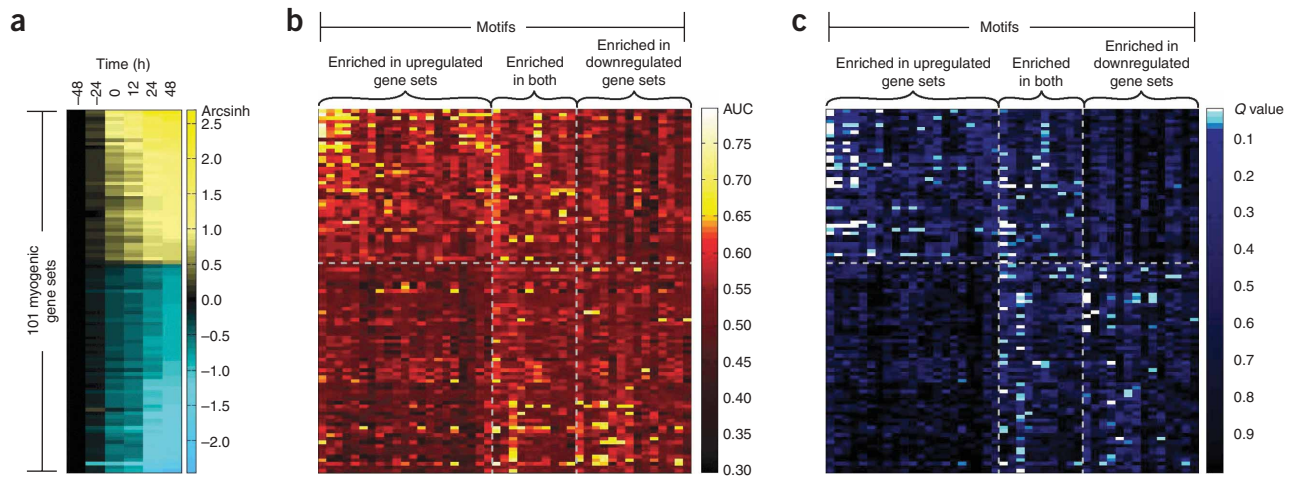 a
Time (h)
−48
−24
0
12
24
48
Arcsinh
2.5
2.0
1.5
1.0
0.5
0.0
−0.5
−1.0
−1.5
−2.0
101 myogenic
gene sets
b
Motifs
Enriched in upregulated
gene sets
Enriched
in both
Enriched in
downregulated
gene sets
AUC
0.75
0.70
0.65
0.60
0.55
0.50
0.45
0.40
0.35
0.30
c
Motifs
Enriched in upregulated
gene sets
Enriched
in both
Enriched in
downregulated
gene sets
Q value
0.1
0.2
0.3
0.4
0.5
0.6
0.7
0.8
0.9